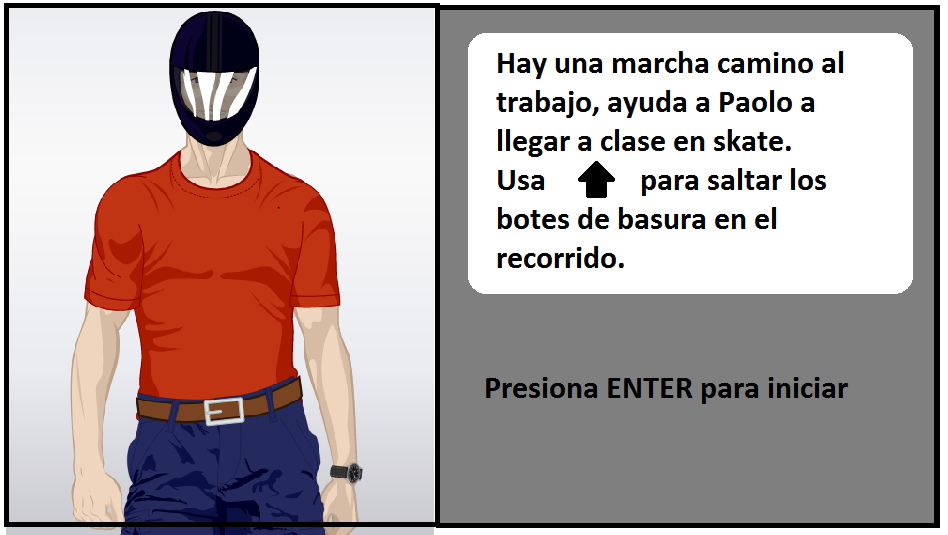 Hay una marcha camino al
trabajo, ayuda a Paolo a
llegar a clase en skate.
Usa para saltar los
botes de basura en el
recorrido.
Presiona ENTER para iniciar